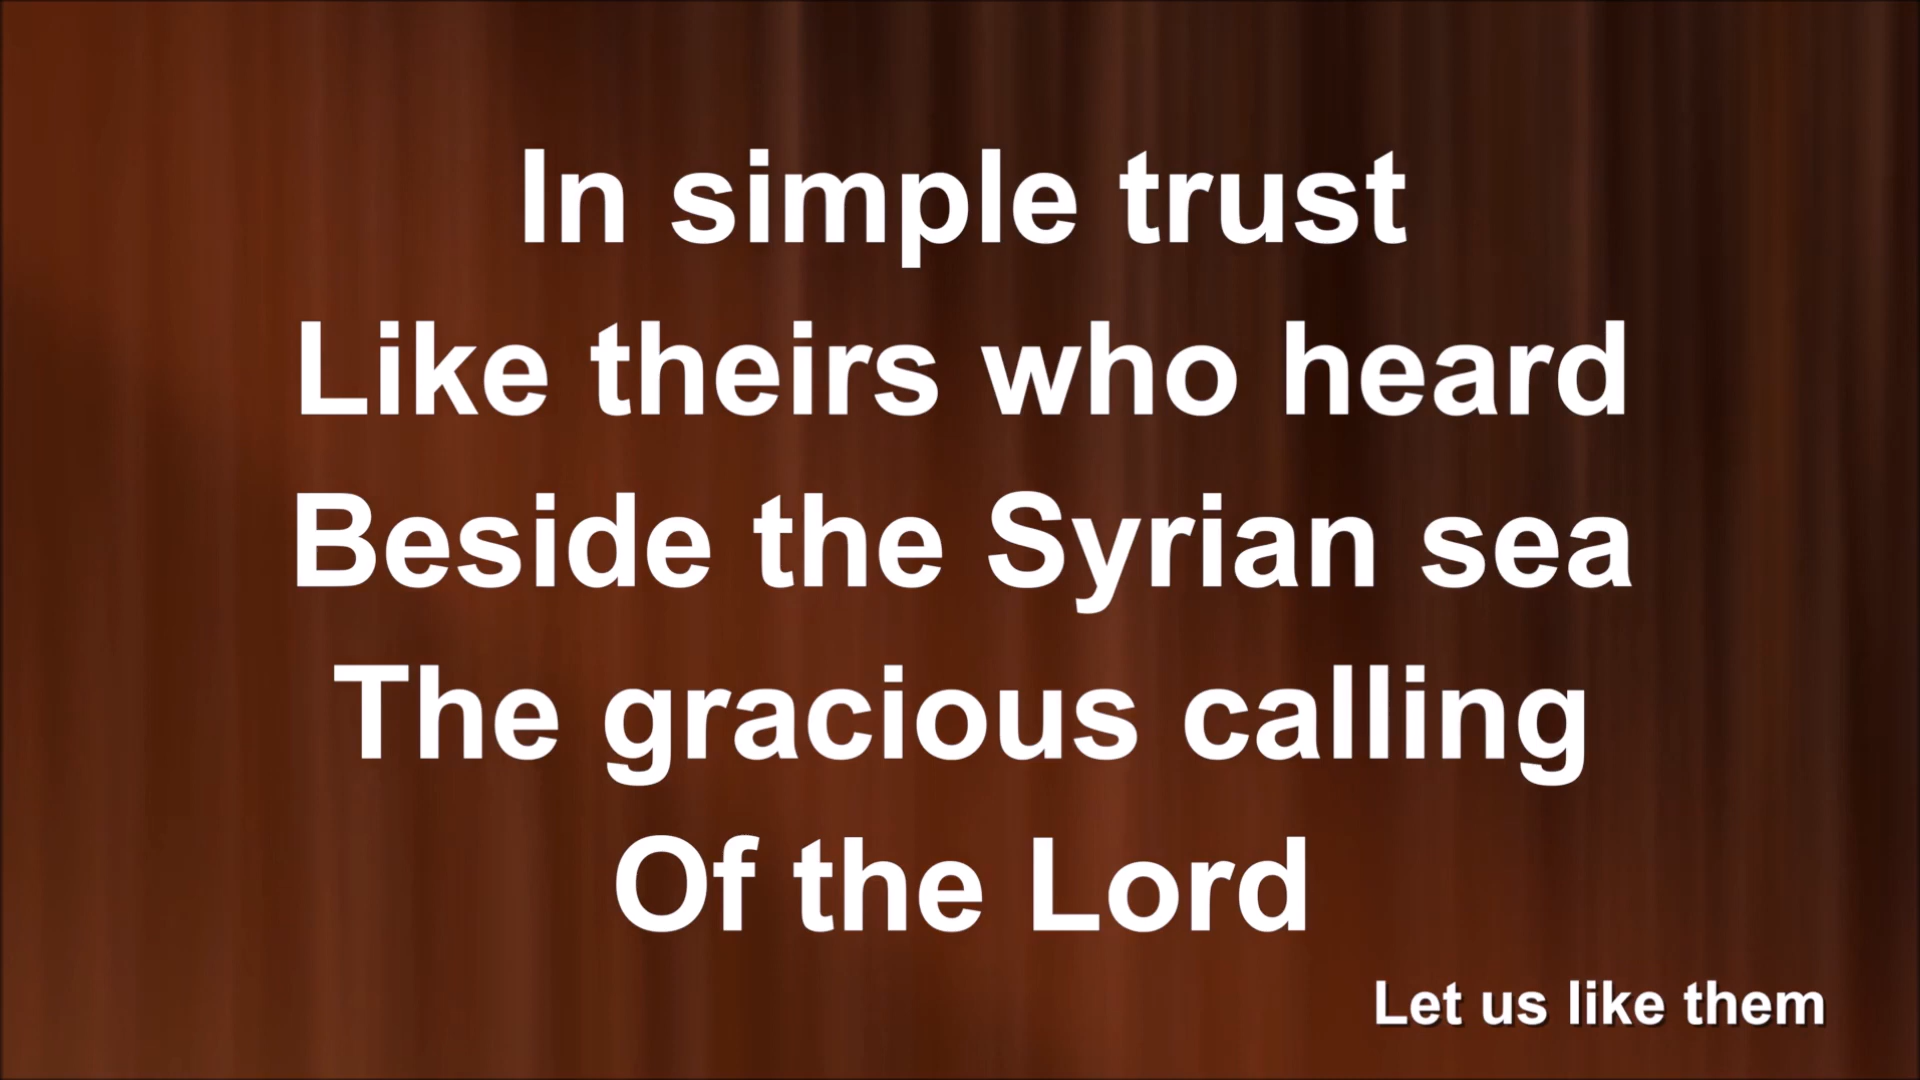 In simple trust
Like theirs who heard
Beside the Syrian sea
The gracious calling
Of the Lord
Let us like them